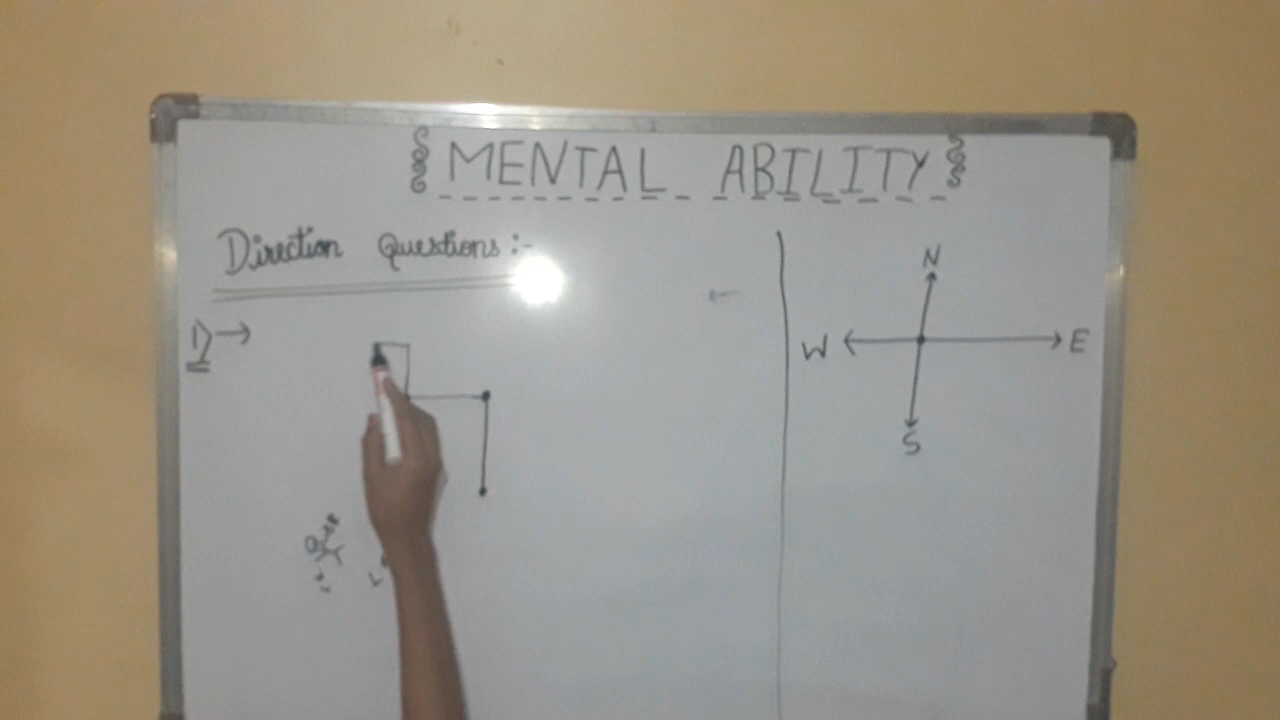 MENTAL ABILITY
Direction Questions :-
1) →
N
W E
S